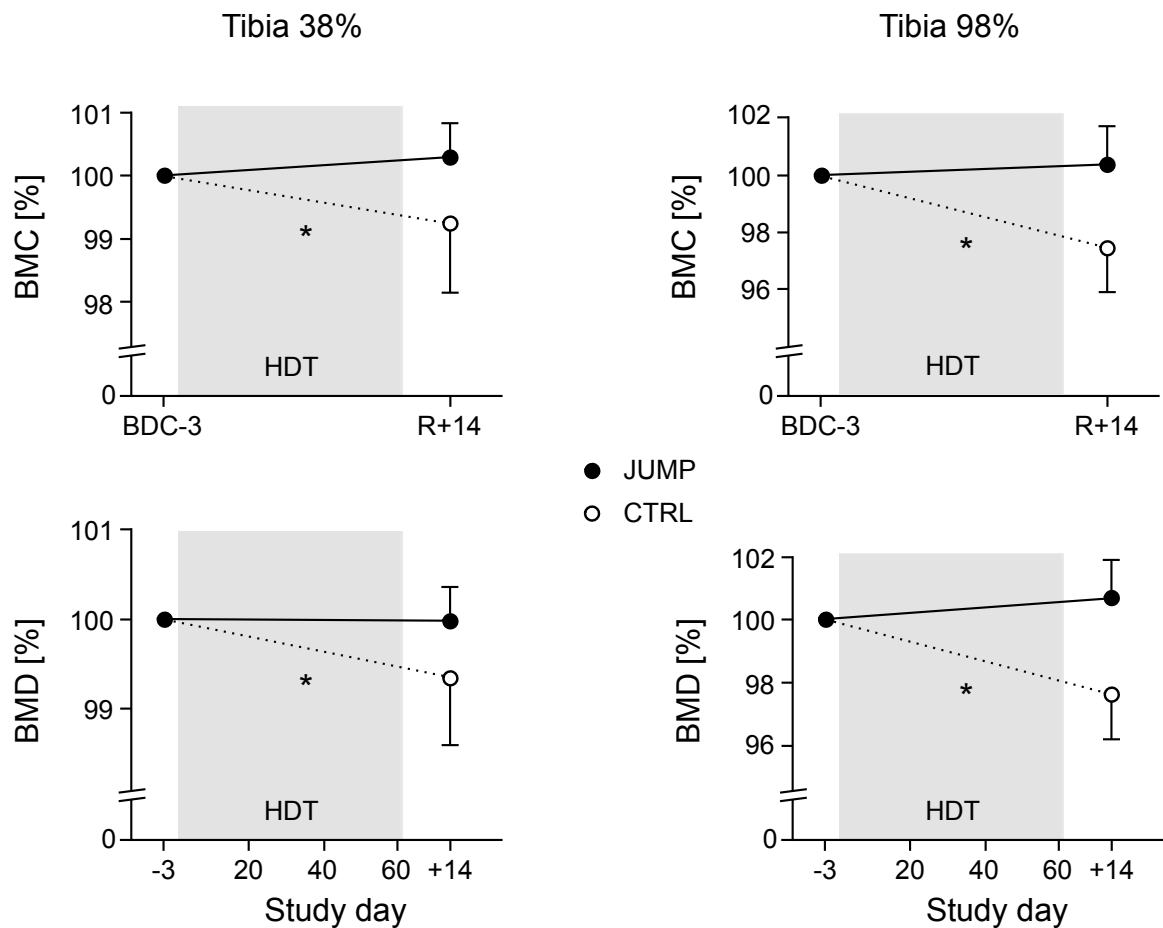 Tibia 38%
Tibia 98%
BMC [%]
101
100
99
98
0
*
HDT
BDC-3
R+14
BMC [%]
102
100
98
96
0
*
HDT
BDC-3
R+14
JUMP
CTRL
BMD [%]
101
100
99
0
*
HDT
-3 20 40 60 +14
Study day
BMD [%]
102
100
98
96
0
*
HDT
-3 20 40 60 +14
Study day